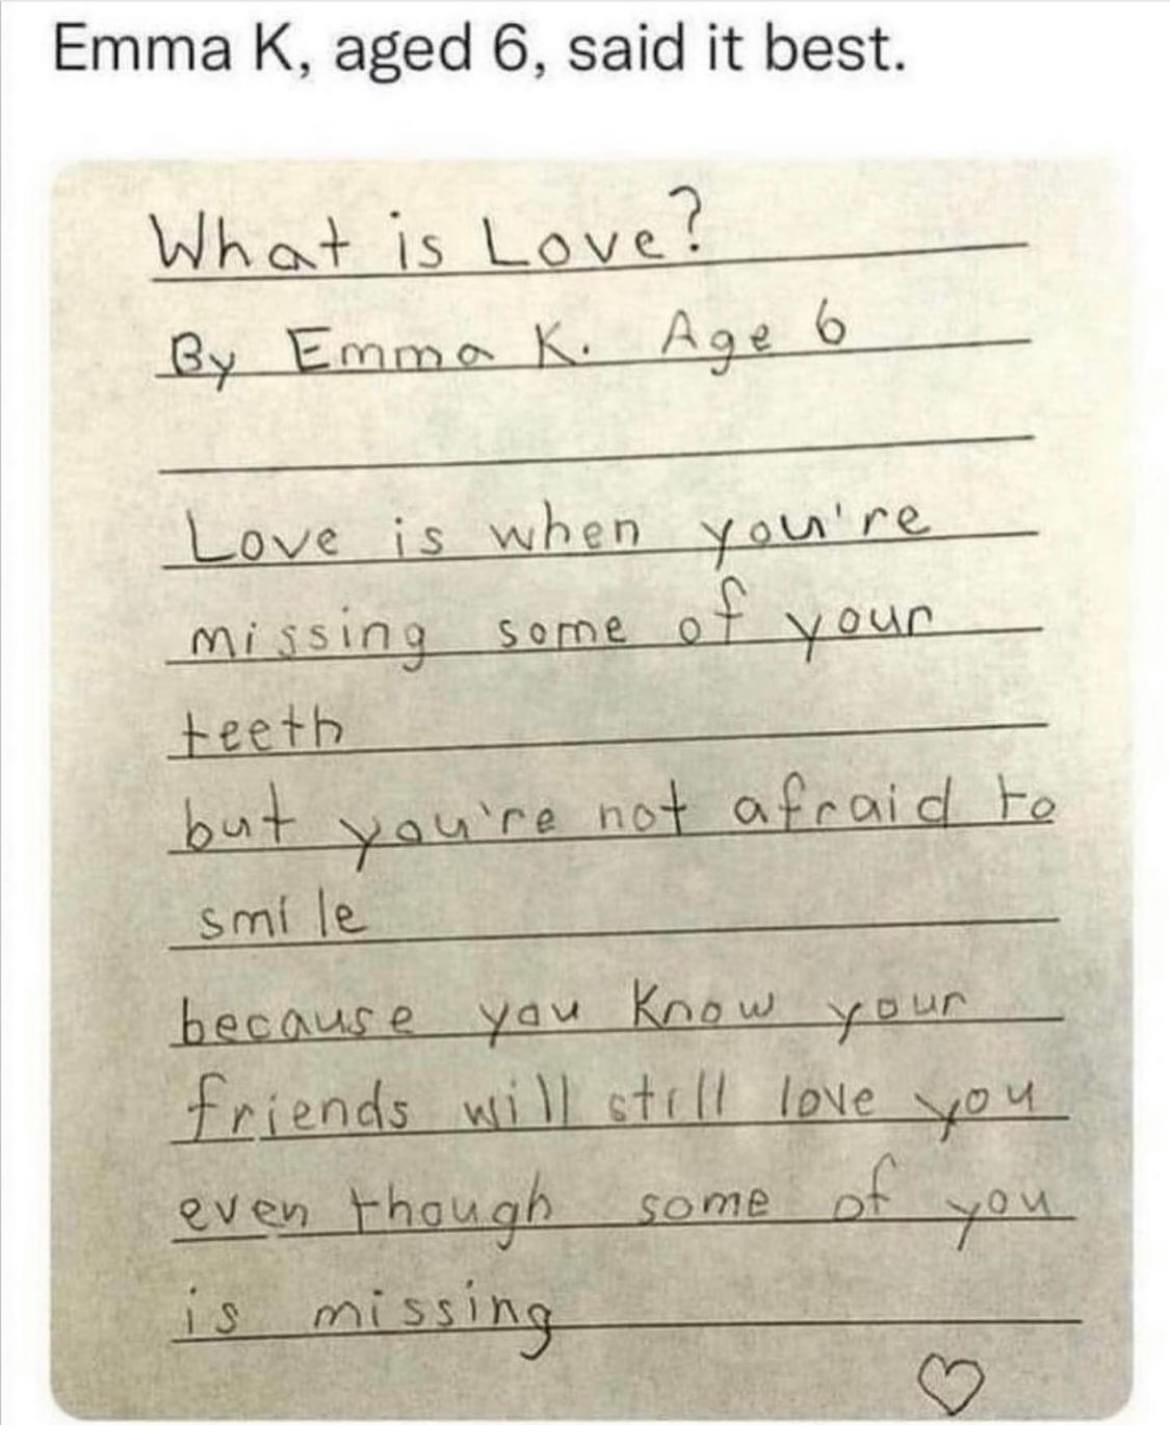 Emma K, aged 6, said it best.
What is Love?
By Emma K. Age 6
Love is when you're
missing some of your
teeth
but you're not afraid to
smile
because you know your
friends will still love you
even though some of you
is missing